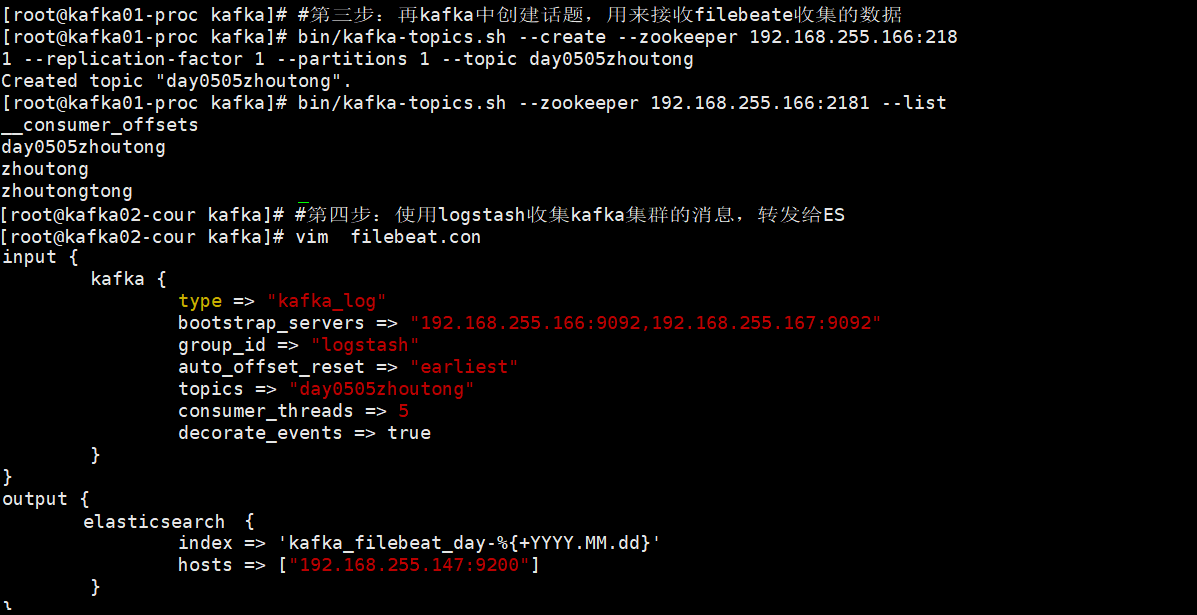 [root@kafka01-proc kafka]# #第三步：再kafka中创建话题，用来接收filebeate收集的数据
[root@kafka01-proc kafka]# bin/kafka-topics.sh --create --zookeeper 192.168.255.166:218
1 --replication-factor 1 --partitions 1 --topic day0505zhoutong
Created topic "day0505zhoutong".
[root@kafka01-proc kafka]# bin/kafka-topics.sh --zookeeper 192.168.255.166:2181 --list
__consumer_offsets
day0505zhoutong
zhoutong
zhoutongtong
[root@kafka02-cour kafka]# #第四步：使用logstash收集kafka集群的消息，转发给ES
[root@kafka02-cour kafka]# vim  filebeat.con
input {
        kafka {
                type => "kafka_log"
                bootstrap_servers => "192.168.255.166:9092,192.168.255.167:9092"
                group_id => "logstash"
                auto_offset_reset => "earliest"
                topics => "day0505zhoutong"
                consumer_threads => 5
                decorate_events => true
        }
}
output {
       elasticsearch  {
                index => 'kafka_filebeat_day-%{+YYYY.MM.dd}'
                hosts => ["192.168.255.147:9200"]
        }
}